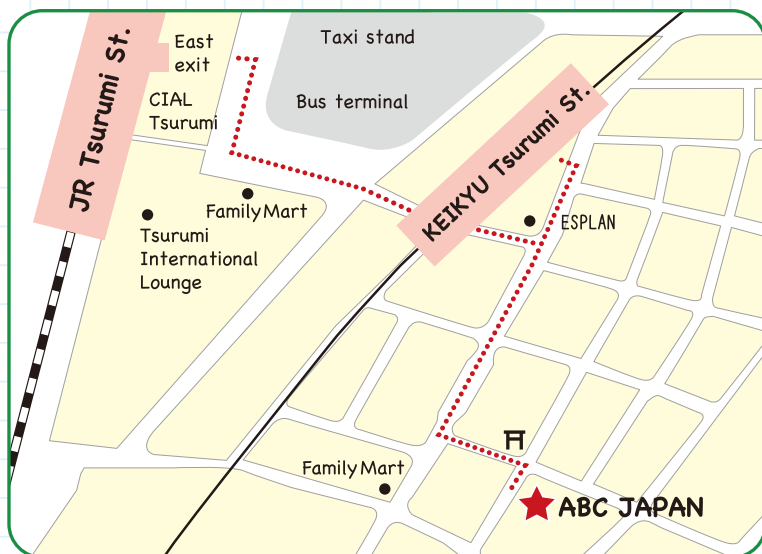 JR Tsurumi St.
East
exit
CIAL
Tsurumi
Taxi stand
Bus terminal
KEIKYU Tsurumi St.
FamilyMart
Tsurumi
International
Lounge
ESPLAN
FamilyMart
ABC JAPAN